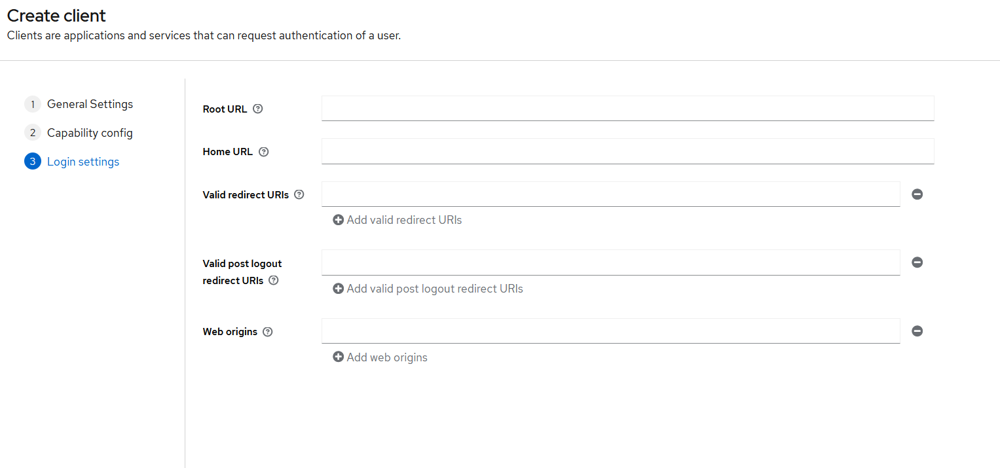 Create client
Clients are applications and services that can request authentication of a user.
1 General Settings
2 Capability config
3 Login settings
Root URL
Home URL
Valid redirect URIs
Add valid redirect URIs
Valid post logout
redirect URIs
Add valid post logout redirect URIs
Web origins
Add web origins